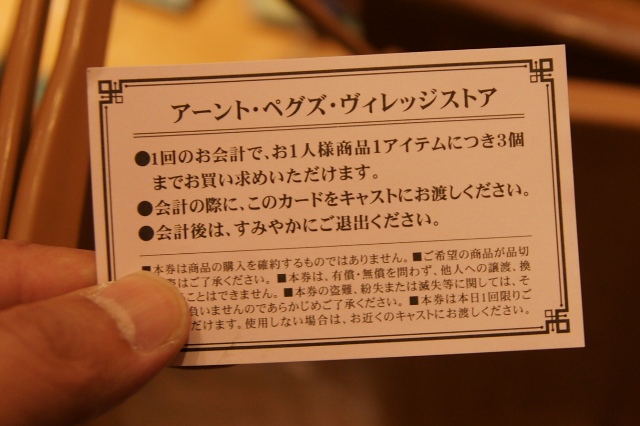 アーント・ペグズ・ヴィレッジストア
●1回のお会計で、お1人様商品1アイテムにつき3個
までお買い求めいただけます。
●会計の際に、このカードをキャストにお渡しください。
●会計後は、すみやかにご退出ください。
■本券は商品の購入を確約するものではありません。■ご希望の商品が品切
はご了承ください。■本券は、有償・無償を問わず、他人への譲渡、換
ことはできません。■本券の盗難、紛失または滅失等に関しては、そ
負いませんのであらかじめご了承ください。■本券は本日1回限りご
だけます。使用しない場合は、お近くのキャストにお渡しください。